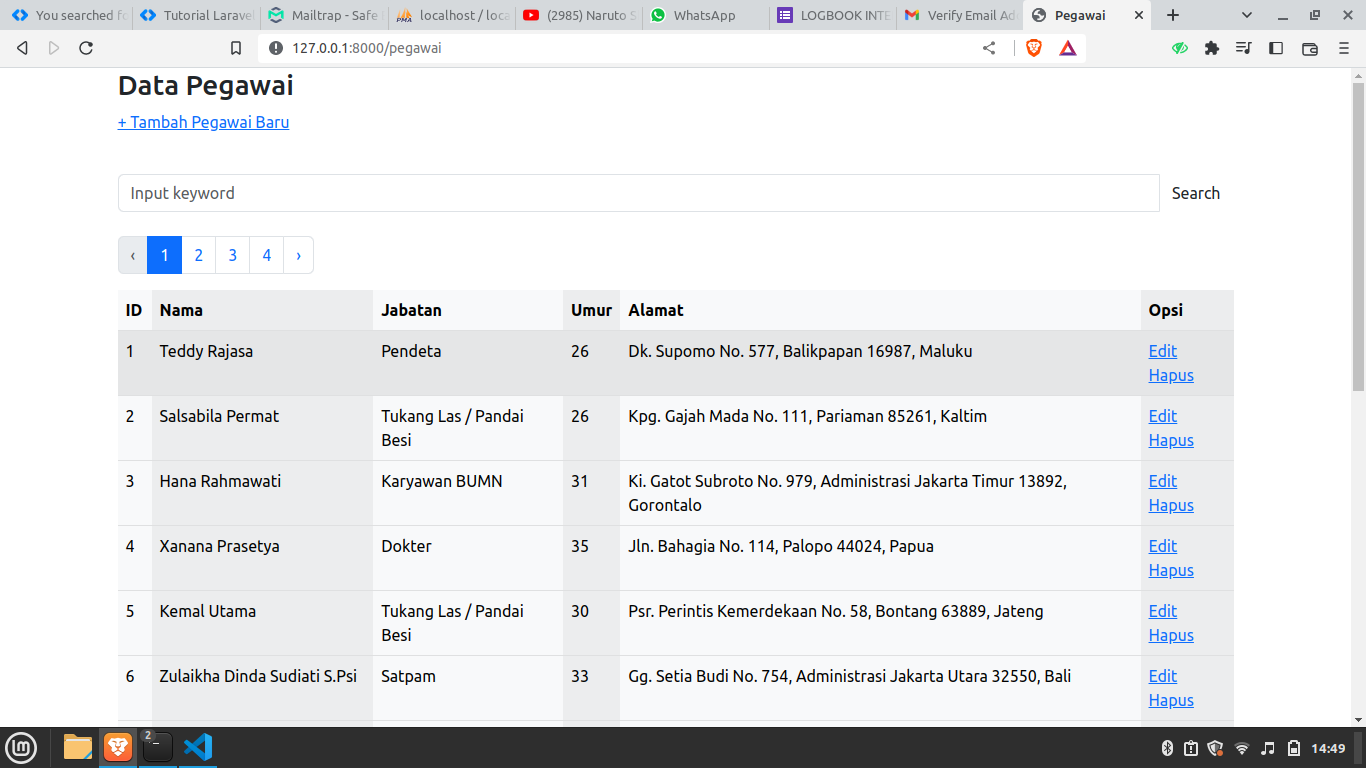 You searched fo
Tutorial Laravel
Mailtrap - Safe
localhost / loca
(2985) Naruto S
WhatsApp
LOGBOOK INTE
Verify Email Ad
Pegawai
127.0.0.1:8000/pegawai
Data Pegawai
+ Tambah Pegawai Baru
Input keyword
Search
‹ 1 2 3 4 ›
ID Nama Jabatan Umur Alamat Opsi
1 Teddy Rajasa Pendeta 26 Dk. Supomo No. 577, Balikpapan 16987, Maluku Edit
Hapus
2 Salsabila Permat Tukang Las / Pandai 26 Kpg. Gajah Mada No. 111, Pariaman 85261, Kaltim Edit
Besi Hapus
3 Hana Rahmawati Karyawan BUMN 31 Ki. Gatot Subroto No. 979, Administrasi Jakarta Timur 13892, Edit
Gorontalo Hapus
4 Xanana Prasetya Dokter 35 Jln. Bahagia No. 114, Palopo 44024, Papua Edit
Hapus
5 Kemal Utama Tukang Las / Pandai 30 Psr. Perintis Kemerdekaan No. 58, Bontang 63889, Jateng Edit
Besi Hapus
6 Zulaikha Dinda Sudiati S.Psi Satpam 33 Gg. Setia Budi No. 754, Administrasi Jakarta Utara 32550, Bali Edit
Hapus
2
14:49